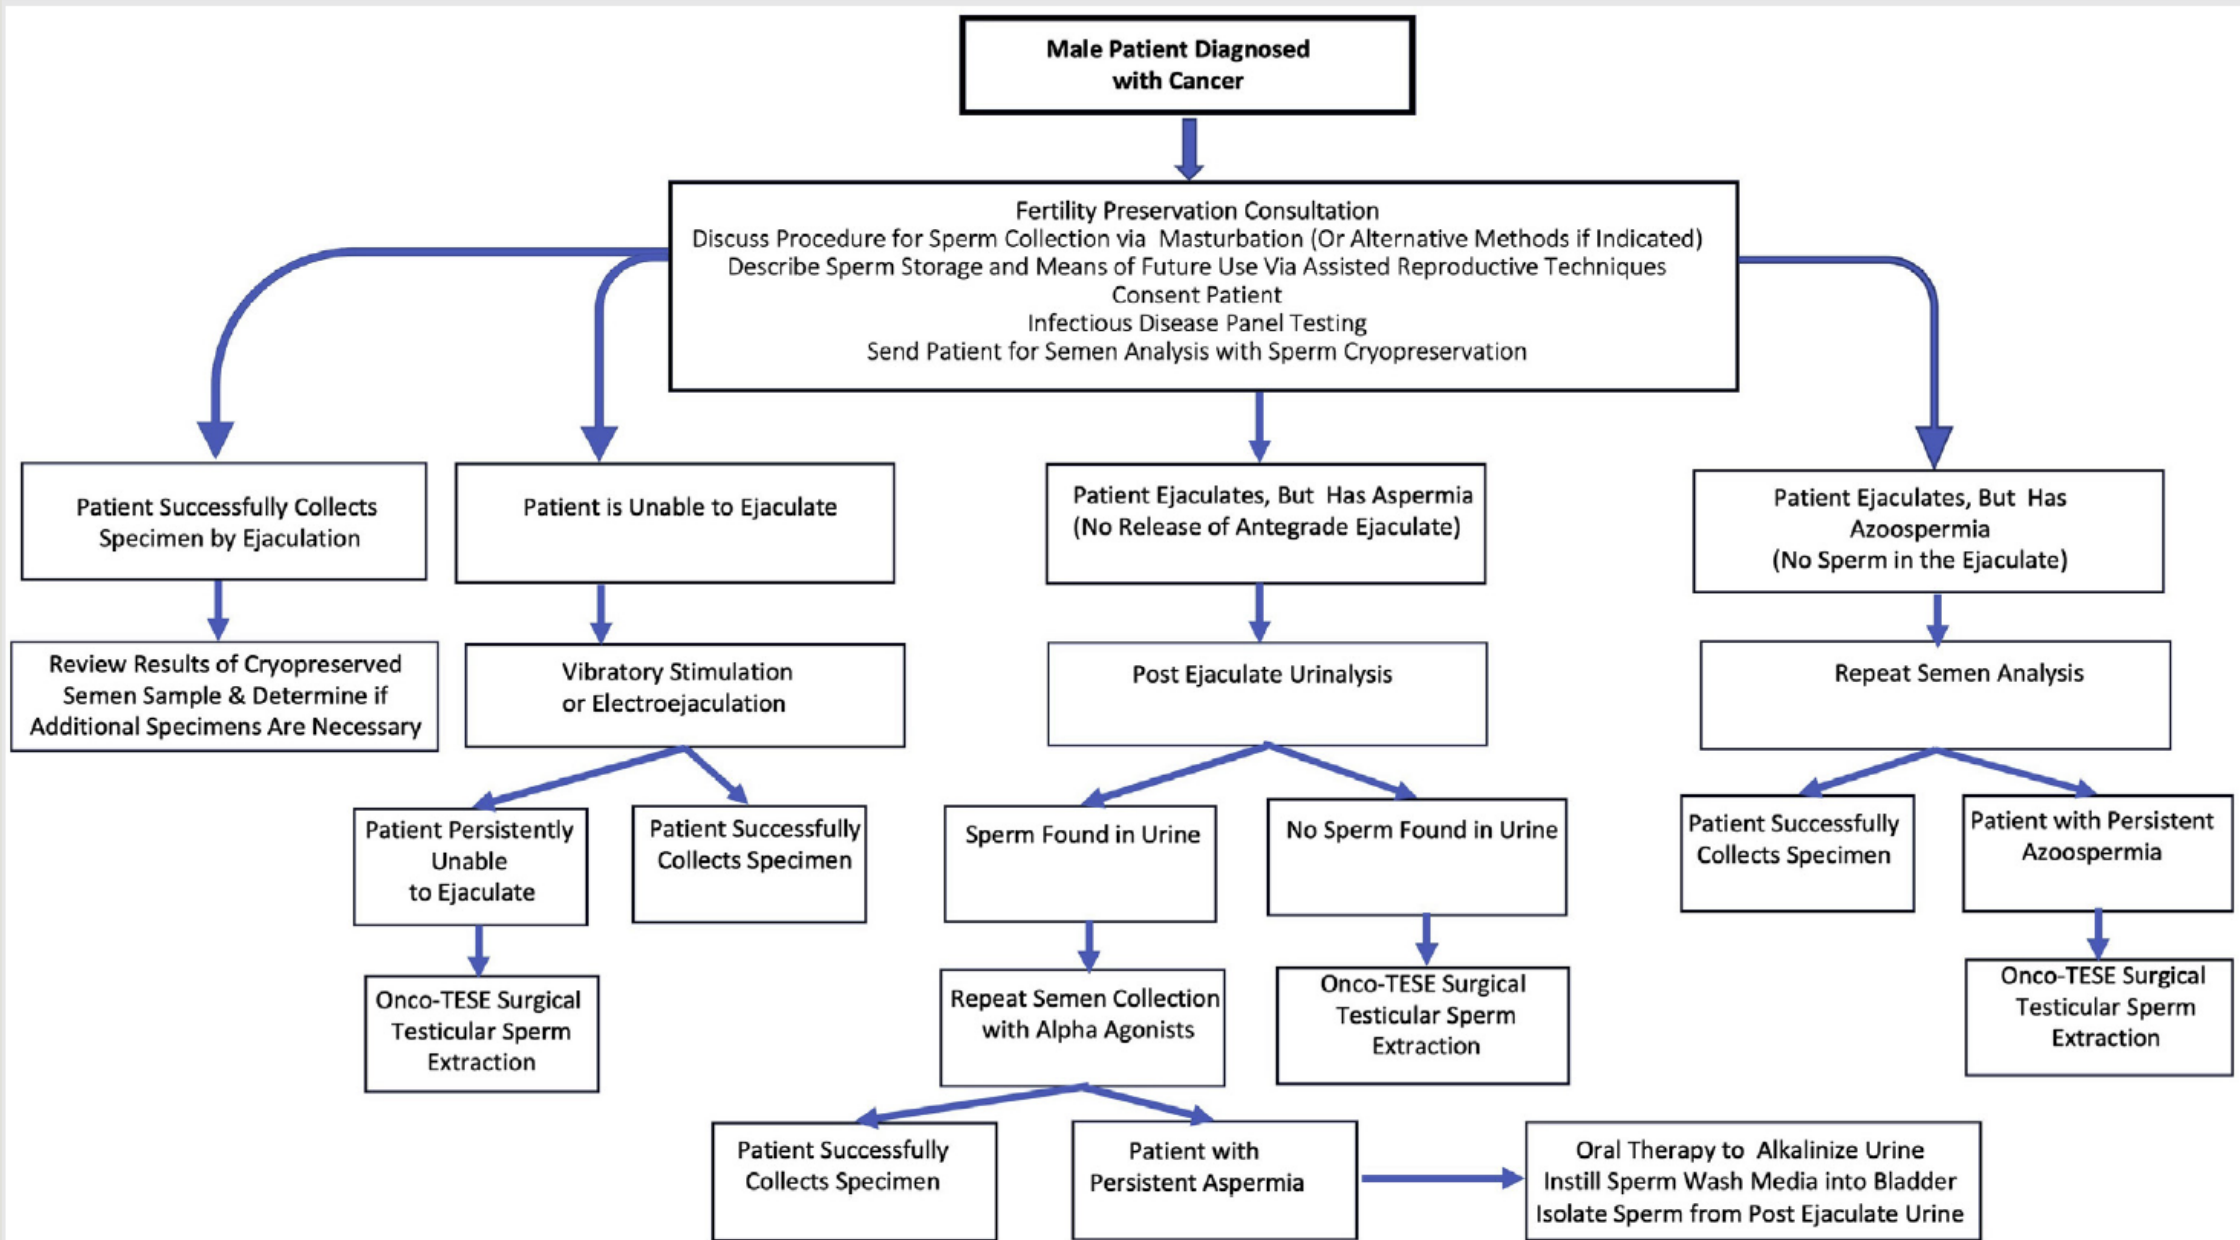 Male Patient Diagnosed
with Cancer
Fertility Preservation Consultation
Discuss Procedure for Sperm Collection via Masturbation (Or Alternative Methods if Indicated)
Describe Sperm Storage and Means of Future Use Via Assisted Reproductive Techniques
Consent Patient
Infectious Disease Panel Testing
Send Patient for Semen Analysis with Sperm Cryopreservation
Patient Successfully Collects
Specimen by Ejaculation
Patient is Unable to Ejaculate
Patient Ejaculates, But Has Aspermia
(No Release of Antegrade Ejaculate)
Patient Ejaculates, But Has
Azoospermia
(No Sperm in the Ejaculate)
Review Results of Cryopreserved
Semen Sample & Determine if
Additional Specimens Are Necessary
Vibratory Stimulation
or Electroejaculation
Post Ejaculate Urinalysis
Repeat Semen Analysis
Patient Persistently
Unable
to Ejaculate
Patient Successfully
Collects Specimen
Sperm Found in Urine
No Sperm Found in Urine
Patient Successfully
Collects Specimen
Patient with Persistent
Azoospermia
Onco-TESE Surgical
Testicular Sperm
Extraction
Repeat Semen Collection
with Alpha Agonists
Onco-TESE Surgical
Testicular Sperm
Extraction
Onco-TESE Surgical
Testicular Sperm
Extraction
Patient Successfully
Collects Specimen
Patient with
Persistent Aspermia
Oral Therapy to Alkalinize Urine
Instill Sperm Wash Media into Bladder
Isolate Sperm from Post Ejaculate Urine